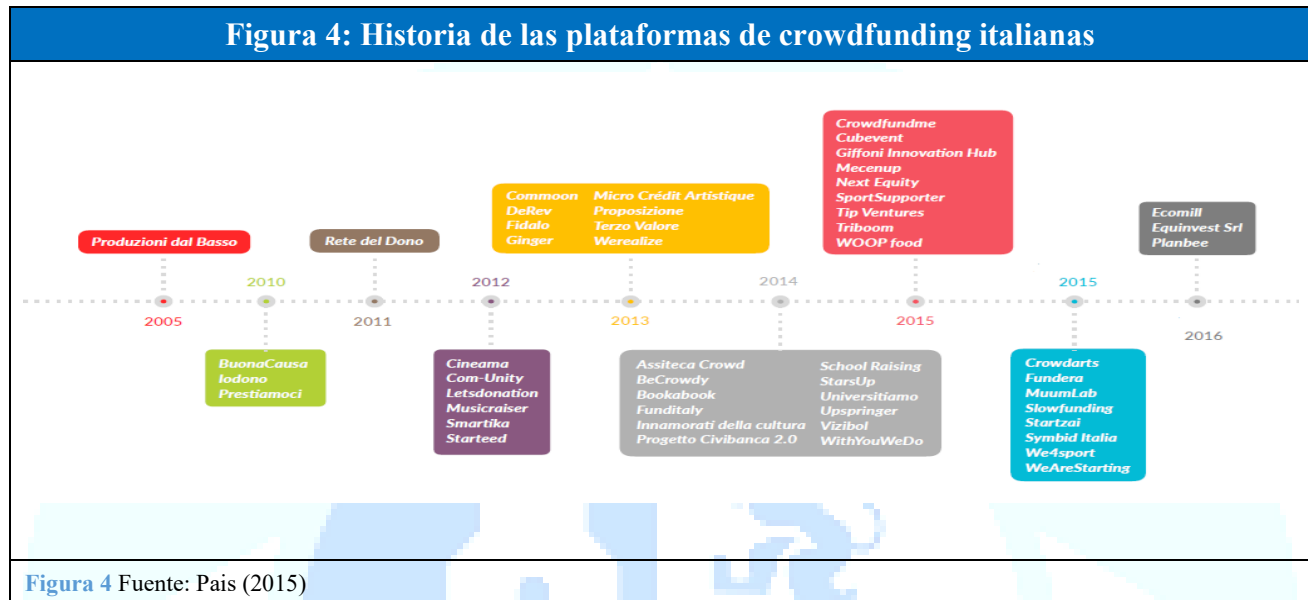 Figura 4: Historia de las plataformas de crowdfunding italianas
Produzioni dal Basso
2005
2010
BuonaCausa
Iodono
Prestiamoci
Rete del Dono
2011
2012
Cineama
Com-Unity
Letsdonation
Musicraiser
Smartika
Starteed
Commoon
DeRev
Fidalo
Ginger
Micro Crédit Artistique
Proposizione
Terzo Valore
Werealize
2013
2014
Assiteca Crowd
BeCrowdy
Bookabook
Funditaly
Innamorati della cultura
Progetto Civibanca 2.0
School Raising
StarsUp
Universitiamo
Upspringer
Vizibol
WithYouWeDo
Crowdfundme
Cubevent
Giffoni Innovation Hub
Mecenup
Next Equity
SportSupporter
Tip Ventures
Triboom
WOOP food
2015
2015
Crowdarts
Fundera
MuumLab
Slowfunding
Startzai
Symbid Italia
We4sport
WeAreStarting
Ecomill
Equinvest Srl
Planbee
2016
Figura 4 Fuente: Pais (2015)